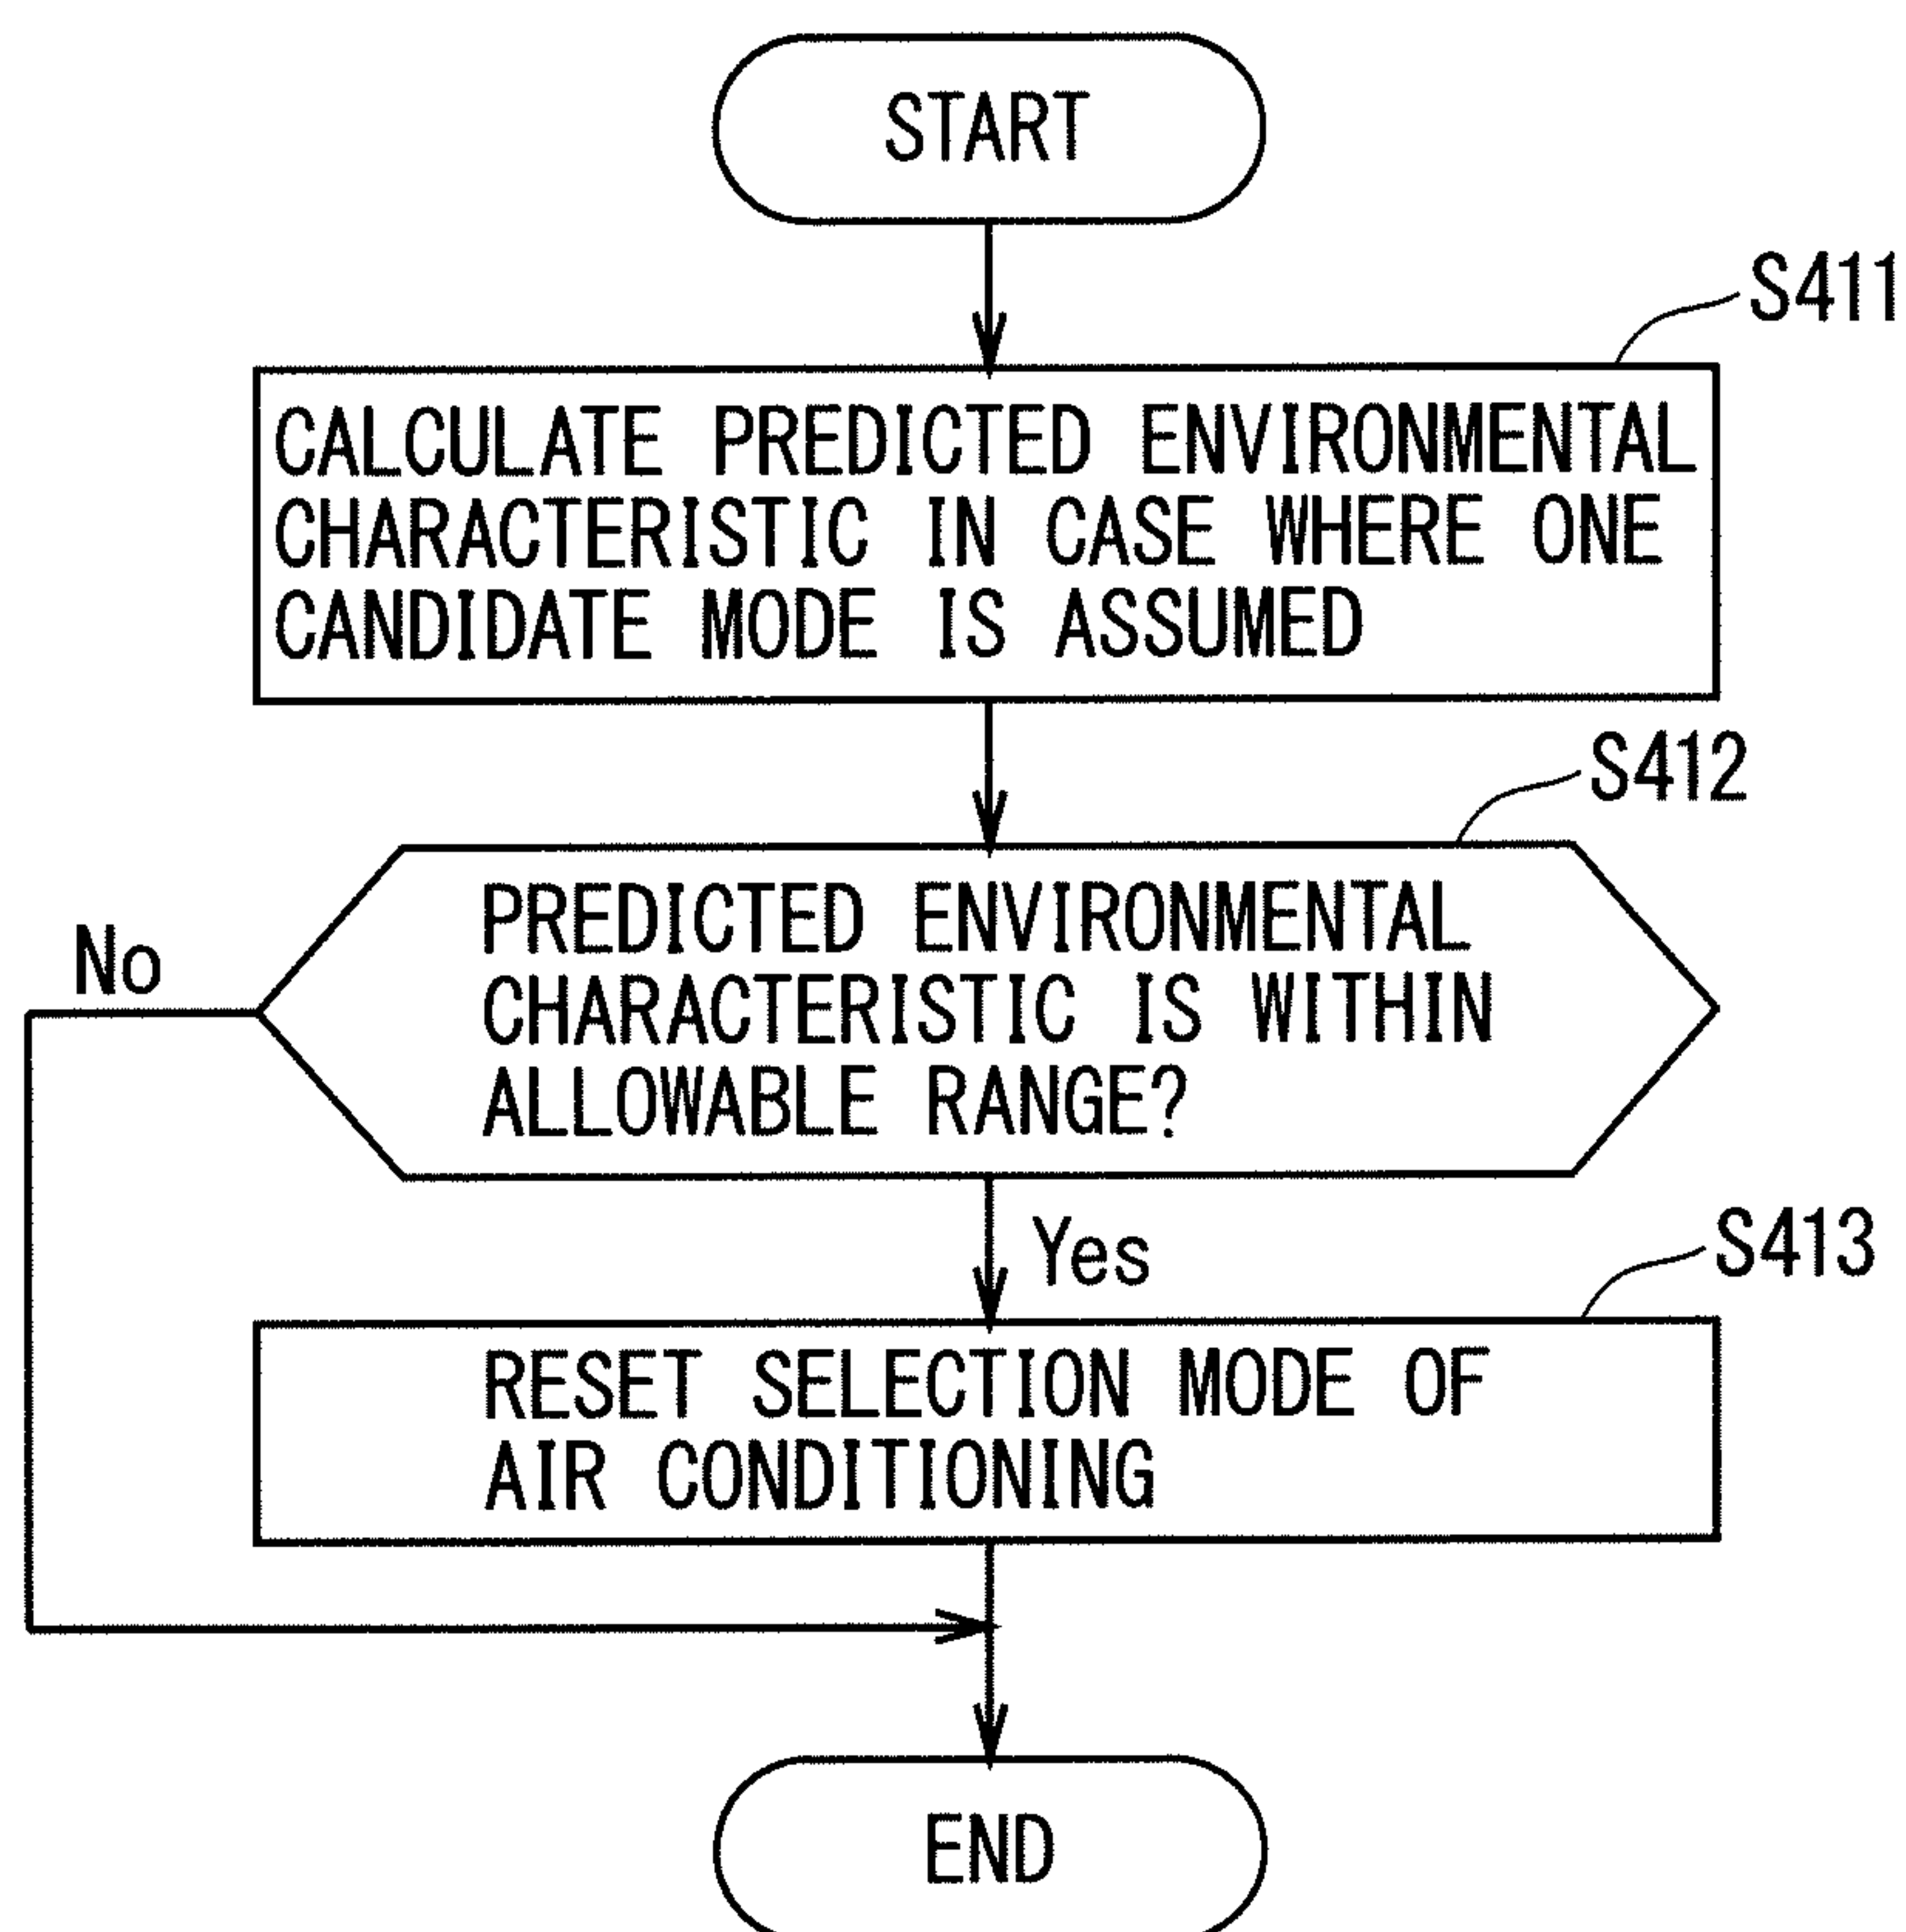 START
S411
CALCULATE PREDICTED ENVIRONMENTAL
CHARACTERISTIC IN CASE WHERE ONE
CANDIDATE MODE IS ASSUMED
S412
No
PREDICTED ENVIRONMENTAL
CHARACTERISTIC IS WITHIN
ALLOWABLE RANGE?
Yes
S413
RESET SELECTION MODE OF
AIR CONDITIONING
END